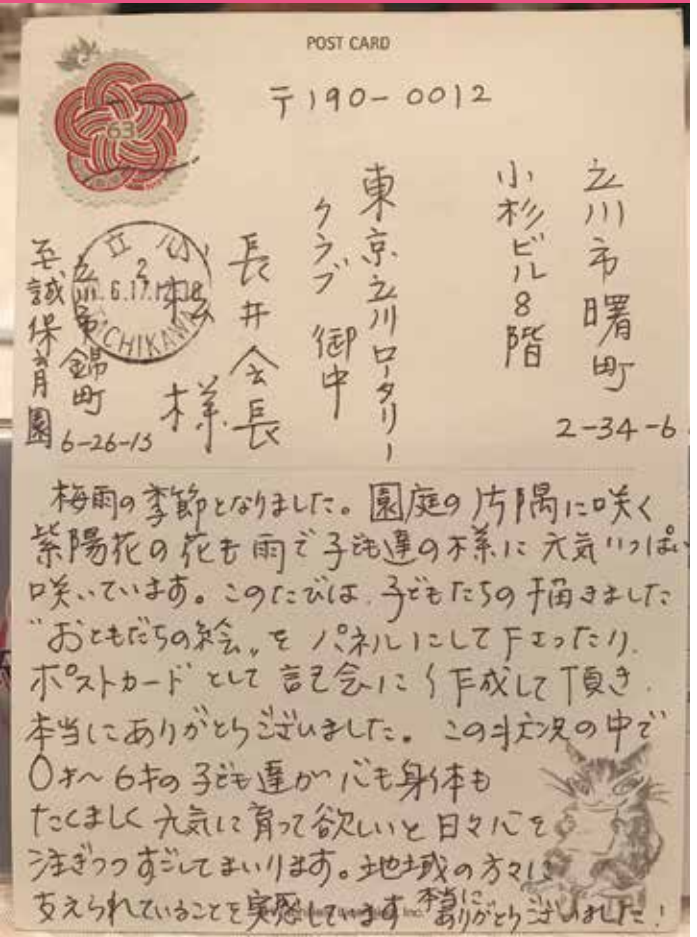 POST CARD
63
〒190-0012
立川市曙町
2-34-6
小杉ビル8階
東京立川ロータリー
クラブ 御中
長井会長
様
立川
2.6.17.12-18
TACHIKAWA
立川市錦町
6-26-15
至誠保育園
梅雨の季節となりました。園庭の片隅に咲く
紫陽花の花も雨で子ども達の様に元気いっぱい
咲いています。このたびは、子どもたちの描きました
"おともだちの絵"をパネルにして下さったり、
ポストカードとして記念に作成して頂き、
本当にありがとうございました。この状況の中で
0才〜6才の子ども達が心も身体も
たくましく元気に育って欲しいと日々心を
注ぎつつすごしてまいります。地域の方々に
支えられていることを実感しています 本当に
ありがとうございました!
Inc.